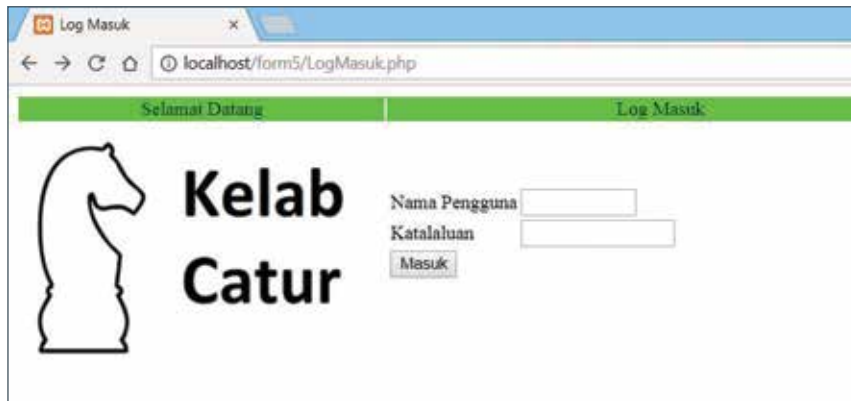 Log Masuk
localhost/form5/LogMasuk.php
Selamat Datang
Log Masuk
Kelab
Catur
Nama Pengguna
Katalaluan
Masuk